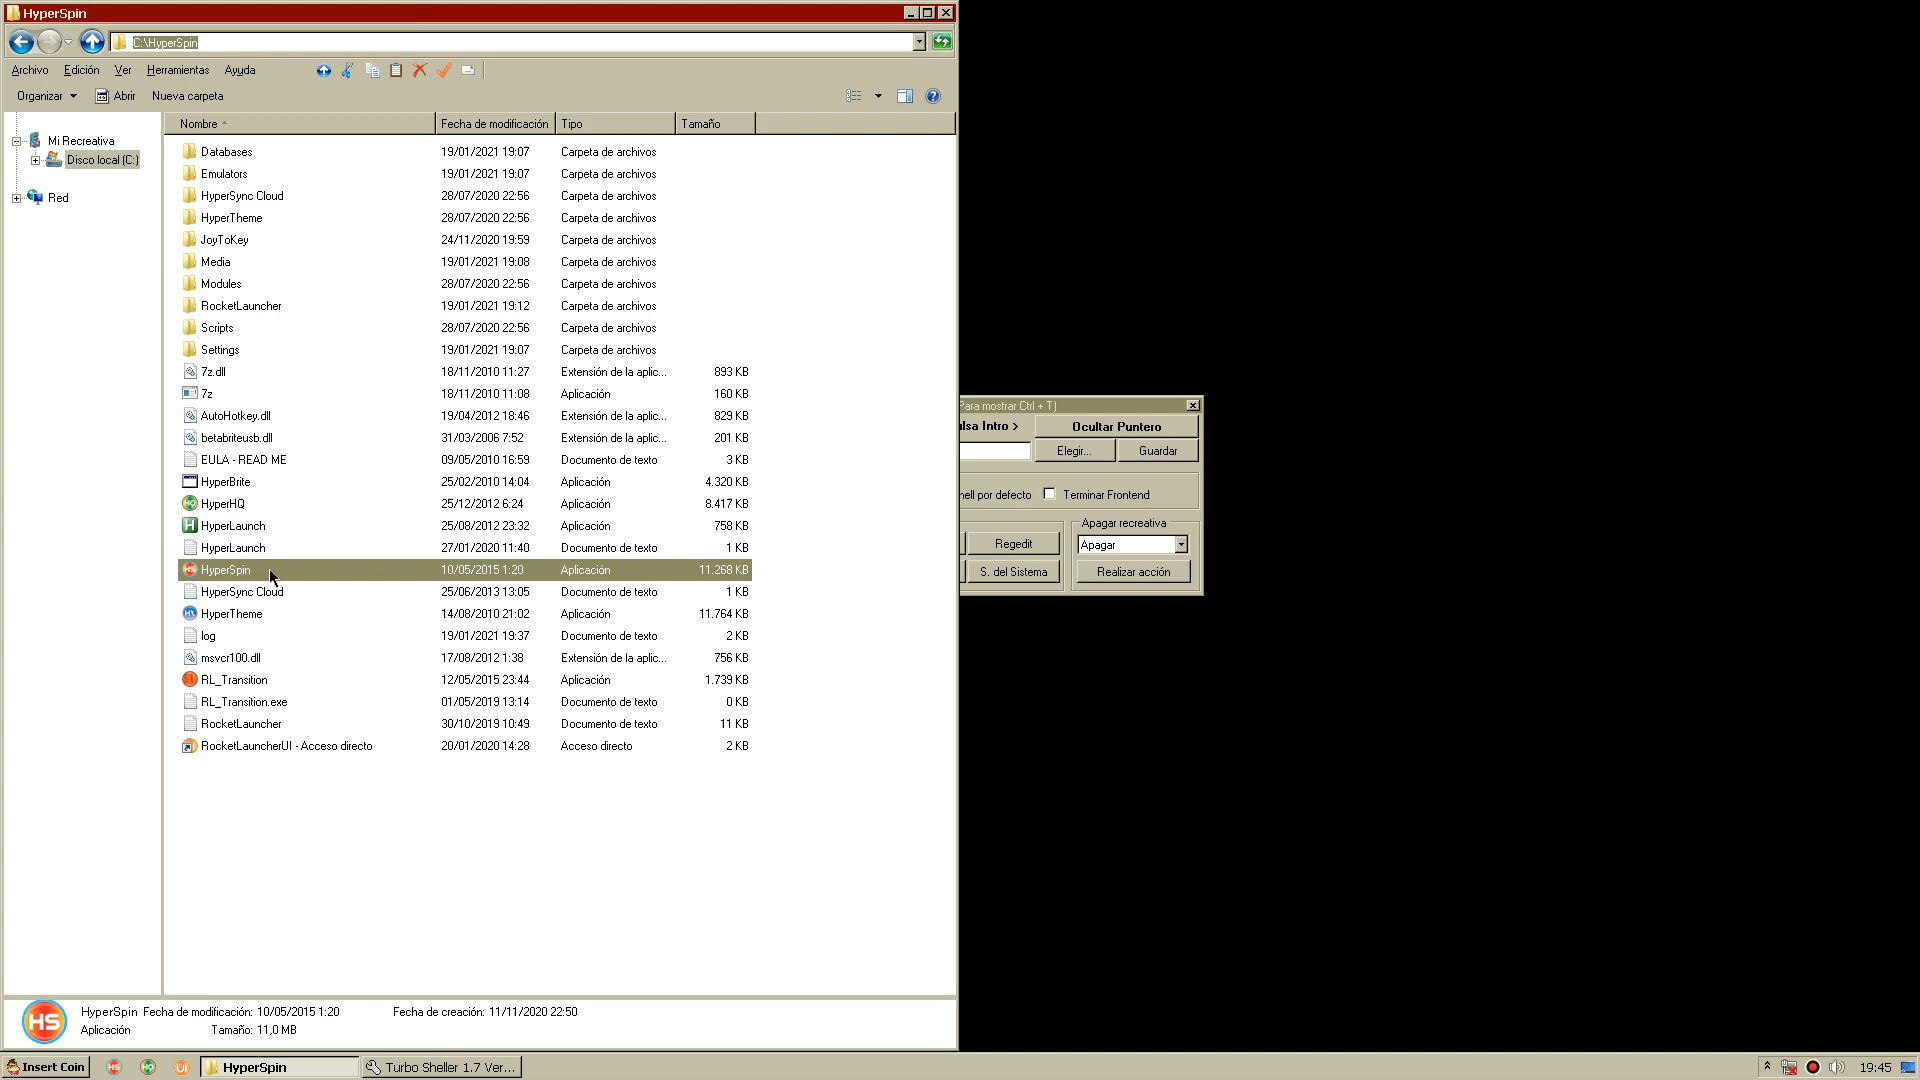 HyperSpin
C:\HyperSpin
Archivo Edición Ver Herramientas Ayuda
Organizar Abrir Nueva carpeta
Nombre Fecha de modificación Tipo Tamaño
Mi Recreativa
Disco local (C:)
Red
Databases 19/01/2021 19:07 Carpeta de archivos
Emulators 19/01/2021 19:07 Carpeta de archivos
HyperSync Cloud 28/07/2020 22:56 Carpeta de archivos
HyperTheme 28/07/2020 22:56 Carpeta de archivos
JoyToKey 24/11/2020 19:59 Carpeta de archivos
Media 19/01/2021 19:08 Carpeta de archivos
Modules 28/07/2020 22:56 Carpeta de archivos
RocketLauncher 19/01/2021 19:12 Carpeta de archivos
Scripts 28/07/2020 22:56 Carpeta de archivos
Settings 19/01/2021 19:07 Carpeta de archivos
7z.dll 18/11/2010 11:27 Extensión de la aplic... 893 KB
7z 18/11/2010 11:08 Aplicación 160 KB
AutoHotkey.dll 19/04/2012 18:46 Extensión de la aplic... 829 KB
betabriteusb.dll 31/03/2006 7:52 Extensión de la aplic... 201 KB
EULA - READ ME 09/05/2010 16:59 Documento de texto 3 KB
HyperBrite 25/02/2010 14:04 Aplicación 4.320 KB
HyperHQ 25/12/2012 6:24 Aplicación 8.417 KB
HyperLaunch 25/08/2012 23:32 Aplicación 758 KB
HyperLaunch 27/01/2020 11:40 Documento de texto 1 KB
HyperSpin 10/05/2015 1:20 Aplicación 11.268 KB
HyperSync Cloud 25/06/2013 13:05 Documento de texto 1 KB
HyperTheme 14/08/2010 21:02 Aplicación 11.764 KB
log 19/01/2021 19:37 Documento de texto 2 KB
msvcr100.dll 17/08/2012 1:38 Extensión de la aplic... 756 KB
RL_Transition 12/05/2015 23:44 Aplicación 1.739 KB
RL_Transition.exe 01/05/2019 13:14 Documento de texto 0 KB
RocketLauncher 30/10/2019 10:49 Documento de texto 11 KB
RocketLauncherUI - Acceso directo 20/01/2020 14:28 Acceso directo 2 KB
Para mostrar Ctrl + T)
ulsa Intro > Ocultar Puntero
Elegir... Guardar
hell por defecto Terminar Frontend
Apagar recreativa
Regedit Apagar
S. del Sistema Realizar acción
HS
HyperSpin Fecha de modificación: 10/05/2015 1:20 Fecha de creación: 11/11/2020 22:50
Aplicación Tamaño: 11,0 MB
Insert Coin HyperSpin Turbo Sheller 1.7 Ver... 19:45